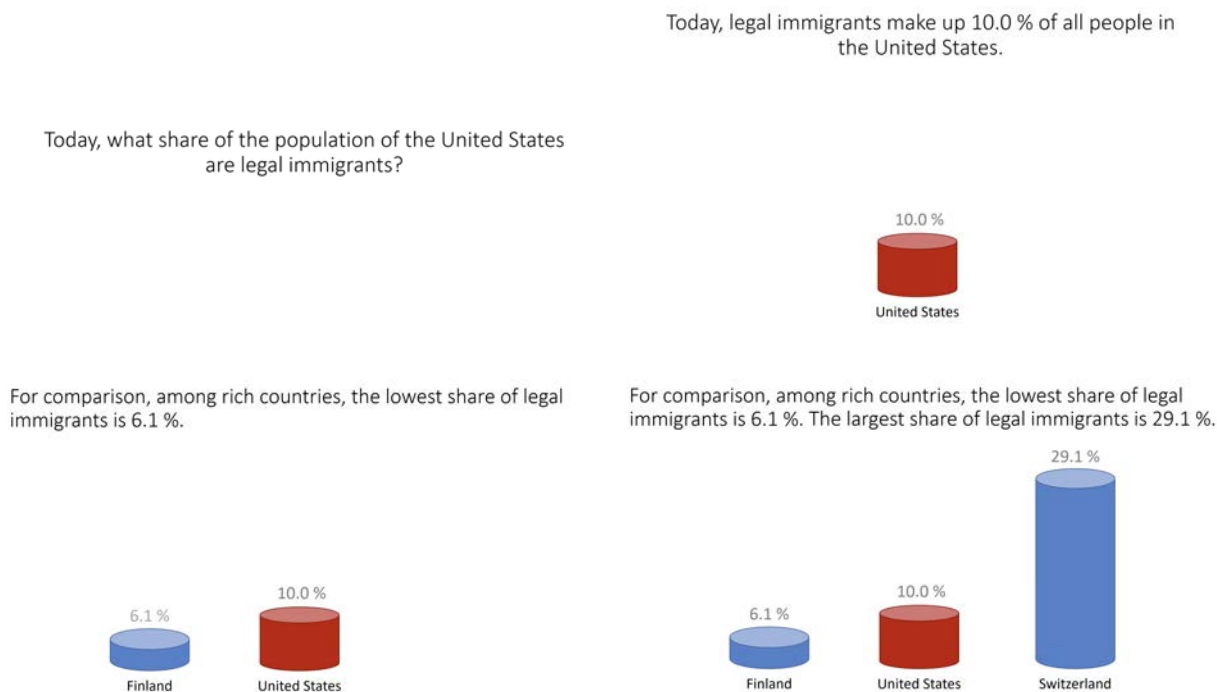 Today, what share of the population of the United States
are legal immigrants?
Today, legal immigrants make up 10.0 % of all people in
the United States.
10.0 %
United States
For comparison, among rich countries, the lowest share of legal
immigrants is 6.1 %.
6.1 %
10.0 %
Finland
United States
For comparison, among rich countries, the lowest share of legal
immigrants is 6.1 %. The largest share of legal immigrants is 29.1 %.
29.1 %
6.1 %
10.0 %
Finland
United States
Switzerland